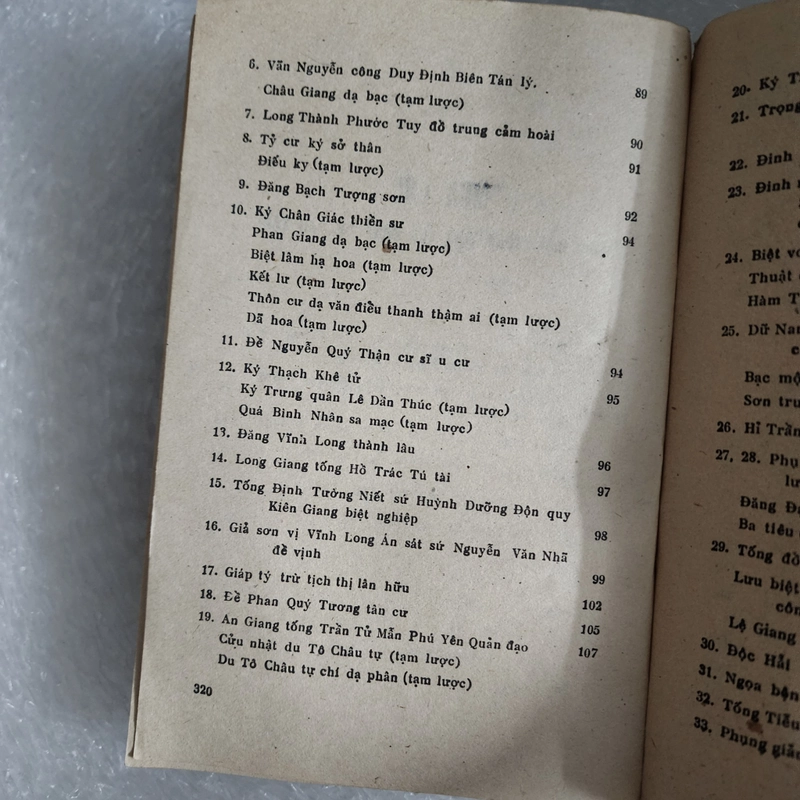 6. Vãn Nguyễn công Duy Định Biên Tán lý. 89
Châu Giang dạ bạc (tạm lược)
7. Long Thành Phước Tuy đồ trung cảm hoài 90
8. Tỷ cư ký sở thân 91
Điếu ky (tạm lược)
9. Đăng Bạch Tượng sơn 92
10. Ký Chân Giác thiền sư 94
Phan Giang dạ bạc (tạm lược)
Biệt lâm hạ hoa (tạm lược)
Kết lư (tạm lược)
Thôn cư dạ văn điểu thanh thậm ai (tạm lược)
Dã hoa (tạm lược)
11. Đề Nguyễn Quý Thận cư sĩ u cư 94
12. Ký Thạch Khê tử 95
Ký Trưng quân Lê Dần Thúc (tạm lược)
Quá Bình Nhân sa mạc (tạm lược)
13. Đăng Vĩnh Long thành lâu 96
14. Long Giang tống Hồ Trác Tú tài 97
15. Tống Định Tường Niết sứ Huỳnh Dưỡng Độn quy
Kiên Giang biệt nghiệp 98
16. Giả sơn vị Vĩnh Long Án sát sứ Nguyễn Văn Nhã
đề vịnh 99
17. Giáp tý trừ tịch thị lân hữu 102
18. Đề Phan Quý Tương tân cư 105
19. An Giang tống Trần Tử Mẫn Phú Yên Quản đạo 107
Cửu nhật du Tô Châu tự (tạm lược)
Du Tô Châu tự chí dạ phân (tạm lược)
320
20. Ký
21.
22. Đinh
23. Đinh
24. Biệt
Thuật
Hàm
25. Dữ
Bạc
Sơn
26. Hỉ Trần
27, 28. Phụ
Đăng
Ba tiêu
29. Tống
Lưu biệt
Lệ Giang
30. Độc Hải
31. Ngọa
32. Tống
33. Phụng